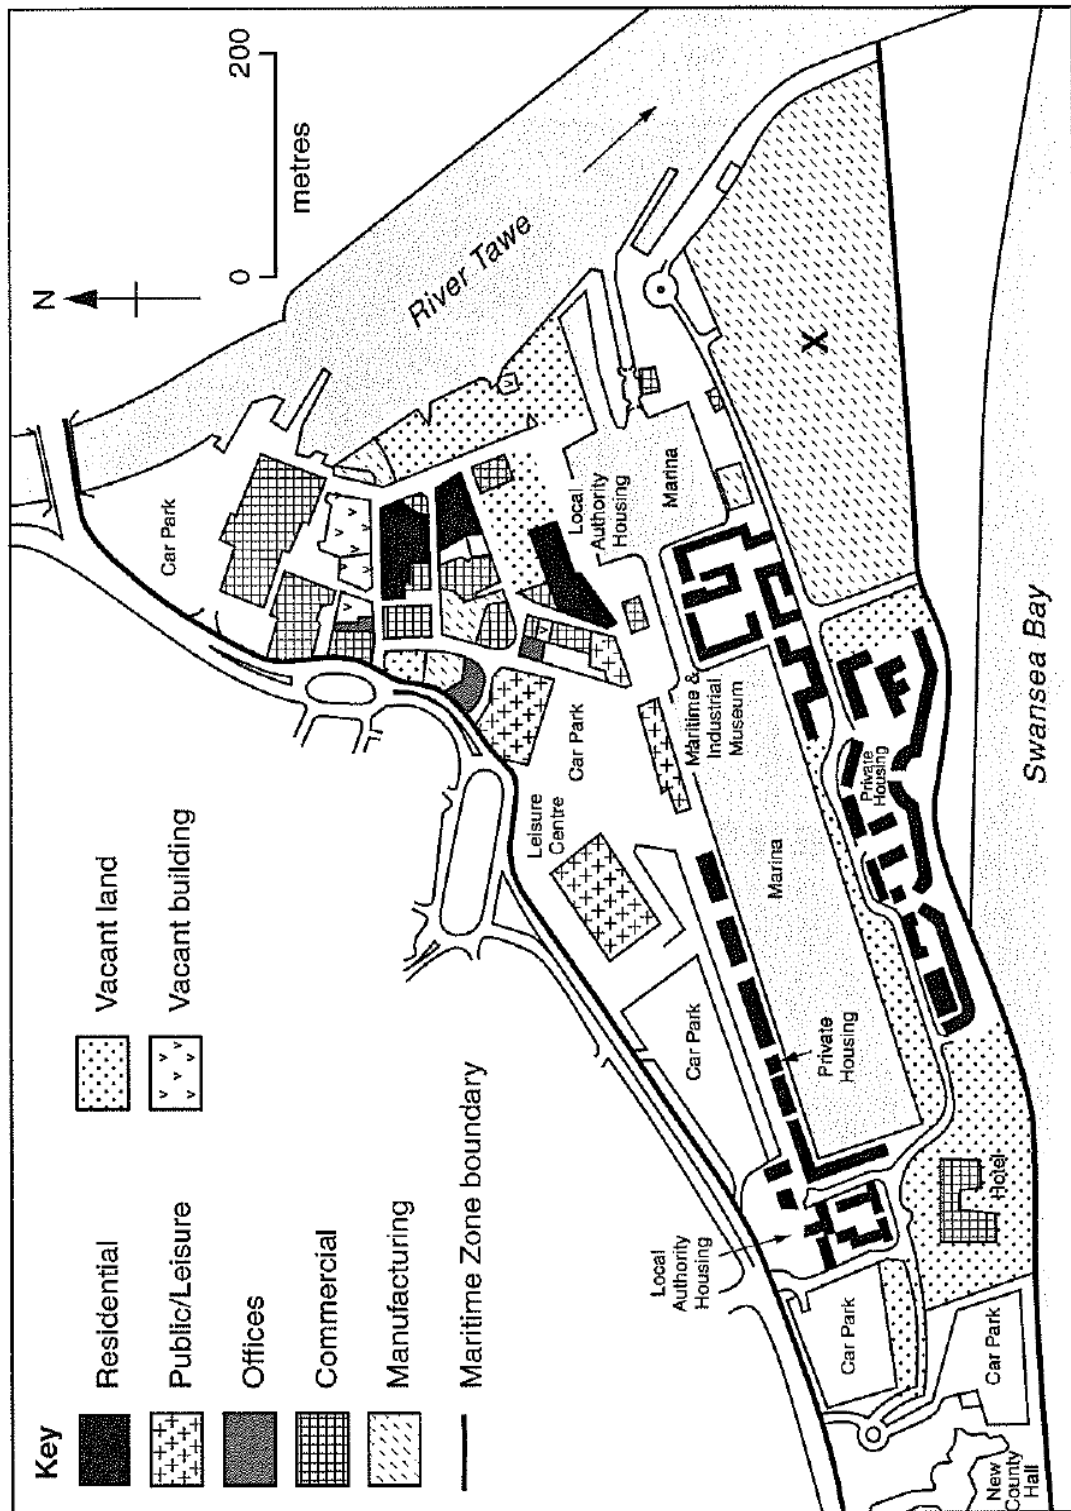 Key
Residential
Public/Leisure
Offices
Commercial
Manufacturing
Maritime Zone boundary
Vacant land
Vacant building
N
0
200
metres
River Tawe
Car Park
Local
Authority
Housing
Marina
X
Car Park
Maritime &
Industrial
Museum
Leisure
Centre
Marina
Private
Housing
Car Park
Private
Housing
Swansea Bay
Local
Authority
Housing
Hotel
Car Park
Car Park
New
County
Hall